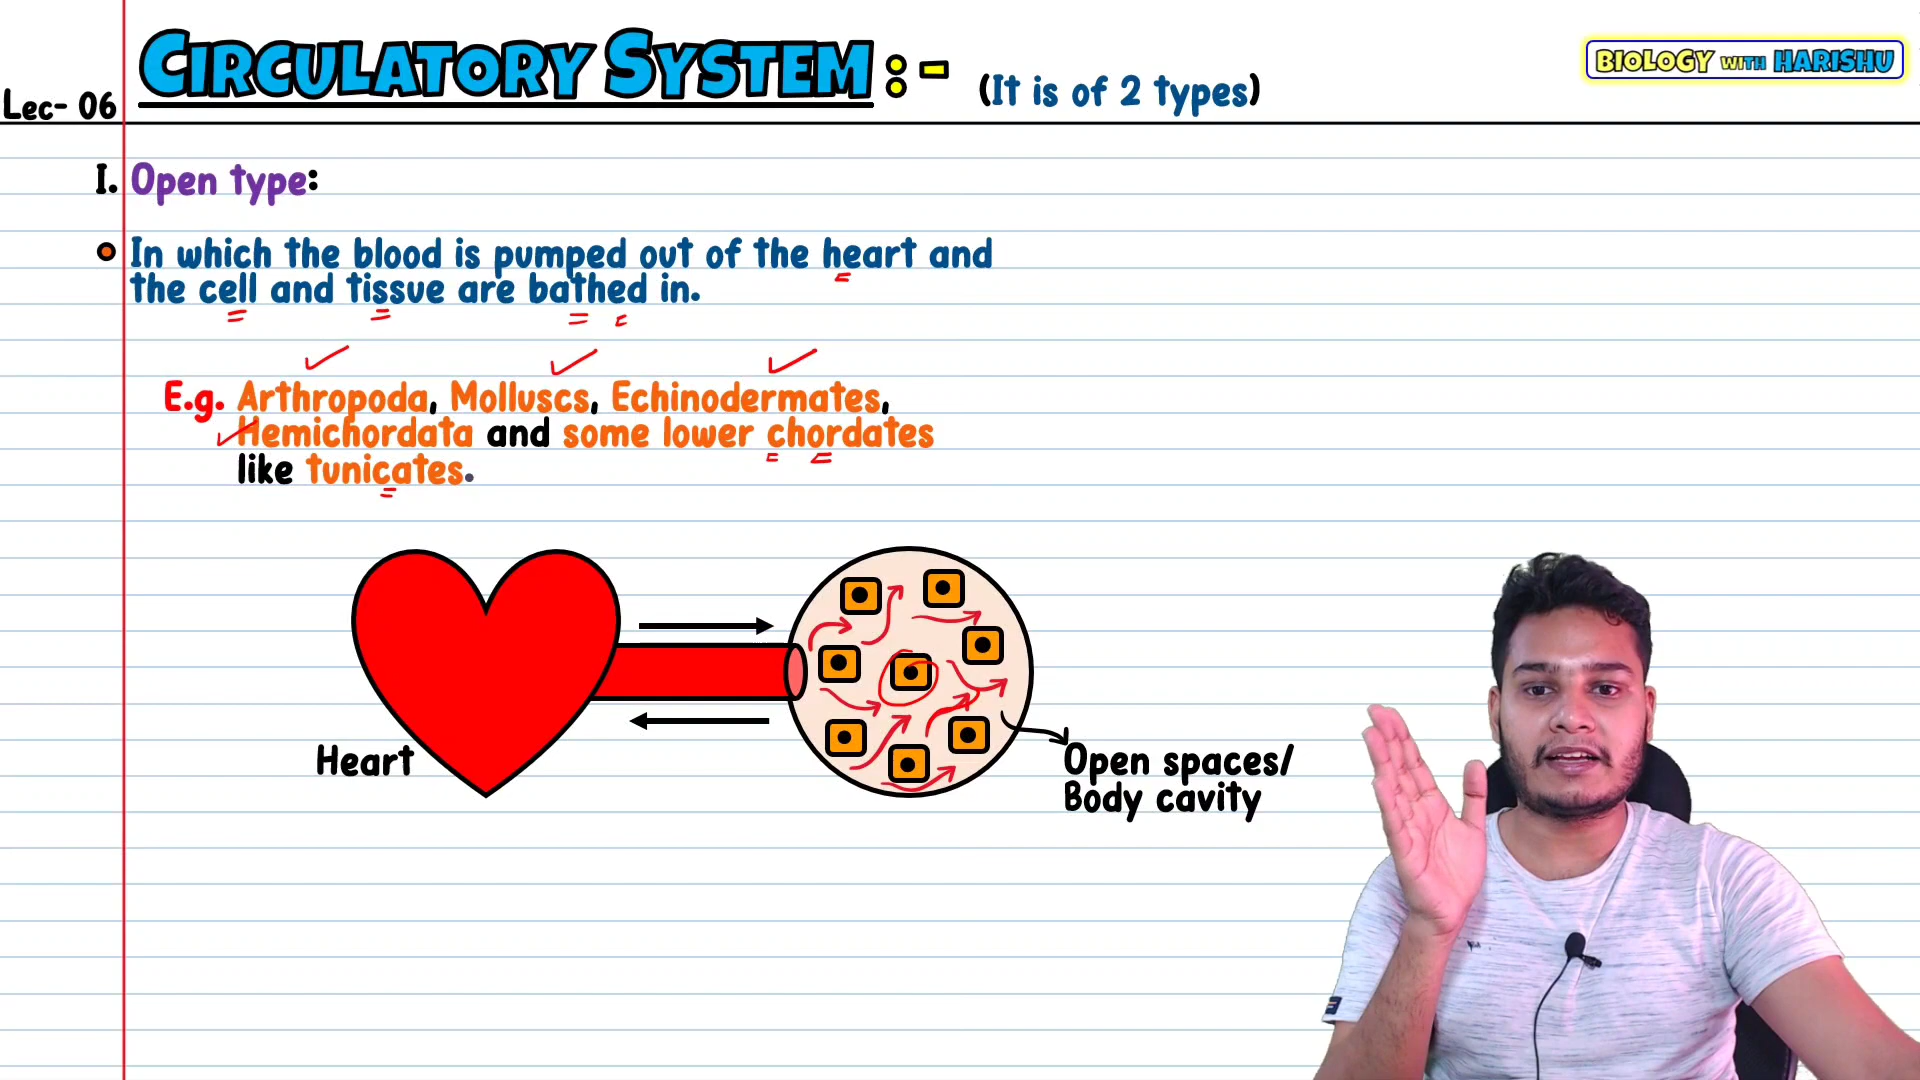 CIRCULATORY SYSTEM :- (It is of 2 types)
BIOLOGY WITH HARISHU
Lec- 06
I. Open type:
In which the blood is pumped out of the heart and
the cell and tissue are bathed in.
E.g. Arthropoda, Molluscs, Echinodermates,
Hemichordata and some lower chordates
like tunicates.
Heart
Open spaces/
Body cavity